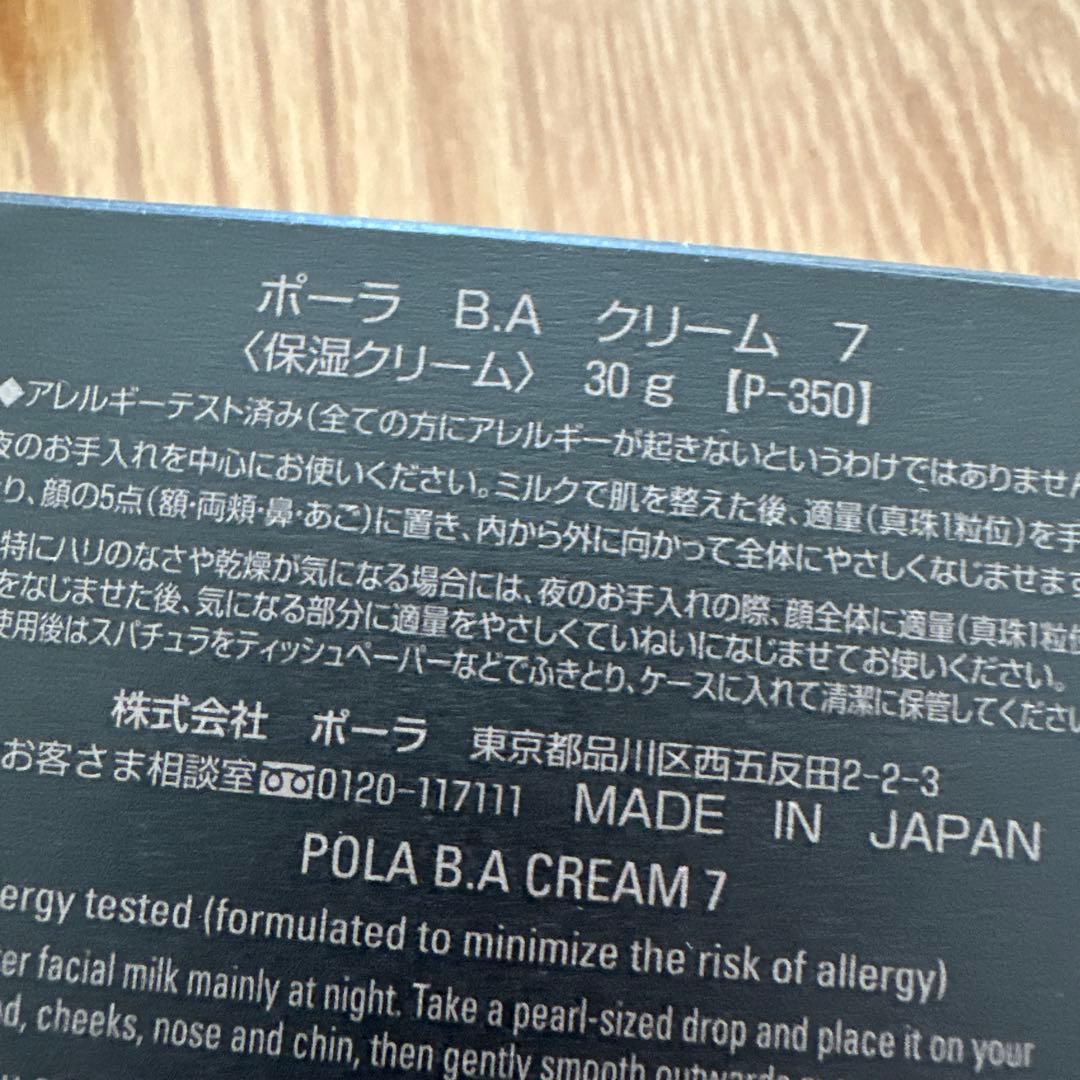 ポーラ B.A クリーム 7
〈保湿クリーム〉 30g 【P-350】
◆アレルギーテスト済み(全ての方にアレルギーが起きないというわけではありません
夜のお手入れを中心にお使いください。ミルクで肌を整えた後、適量(真珠1粒位)を手
り、顔の5点(額・両頬・鼻・あご)に置き、内から外に向かって全体にやさしくなじませます
特にハリのなさや乾燥が気になる場合には、夜のお手入れの際、顔全体に適量(真珠1粒位
をなじませた後、気になる部分に適量をやさしくていねいになじませてお使いください。
使用後はスパチュラをティッシュペーパーなどでふきとり、ケースに入れて清潔に保管してくださ
株式会社 ポーラ 東京都品川区西五反田2-2-3
お客さま相談室 0120-117111 MADE IN JAPAN
POLA B.A CREAM 7
ergy tested (formulated to minimize the risk of allergy)
er facial milk mainly at night. Take a pearl-sized drop and place it on your
d, cheeks, nose and chin, then gently smooth outwards